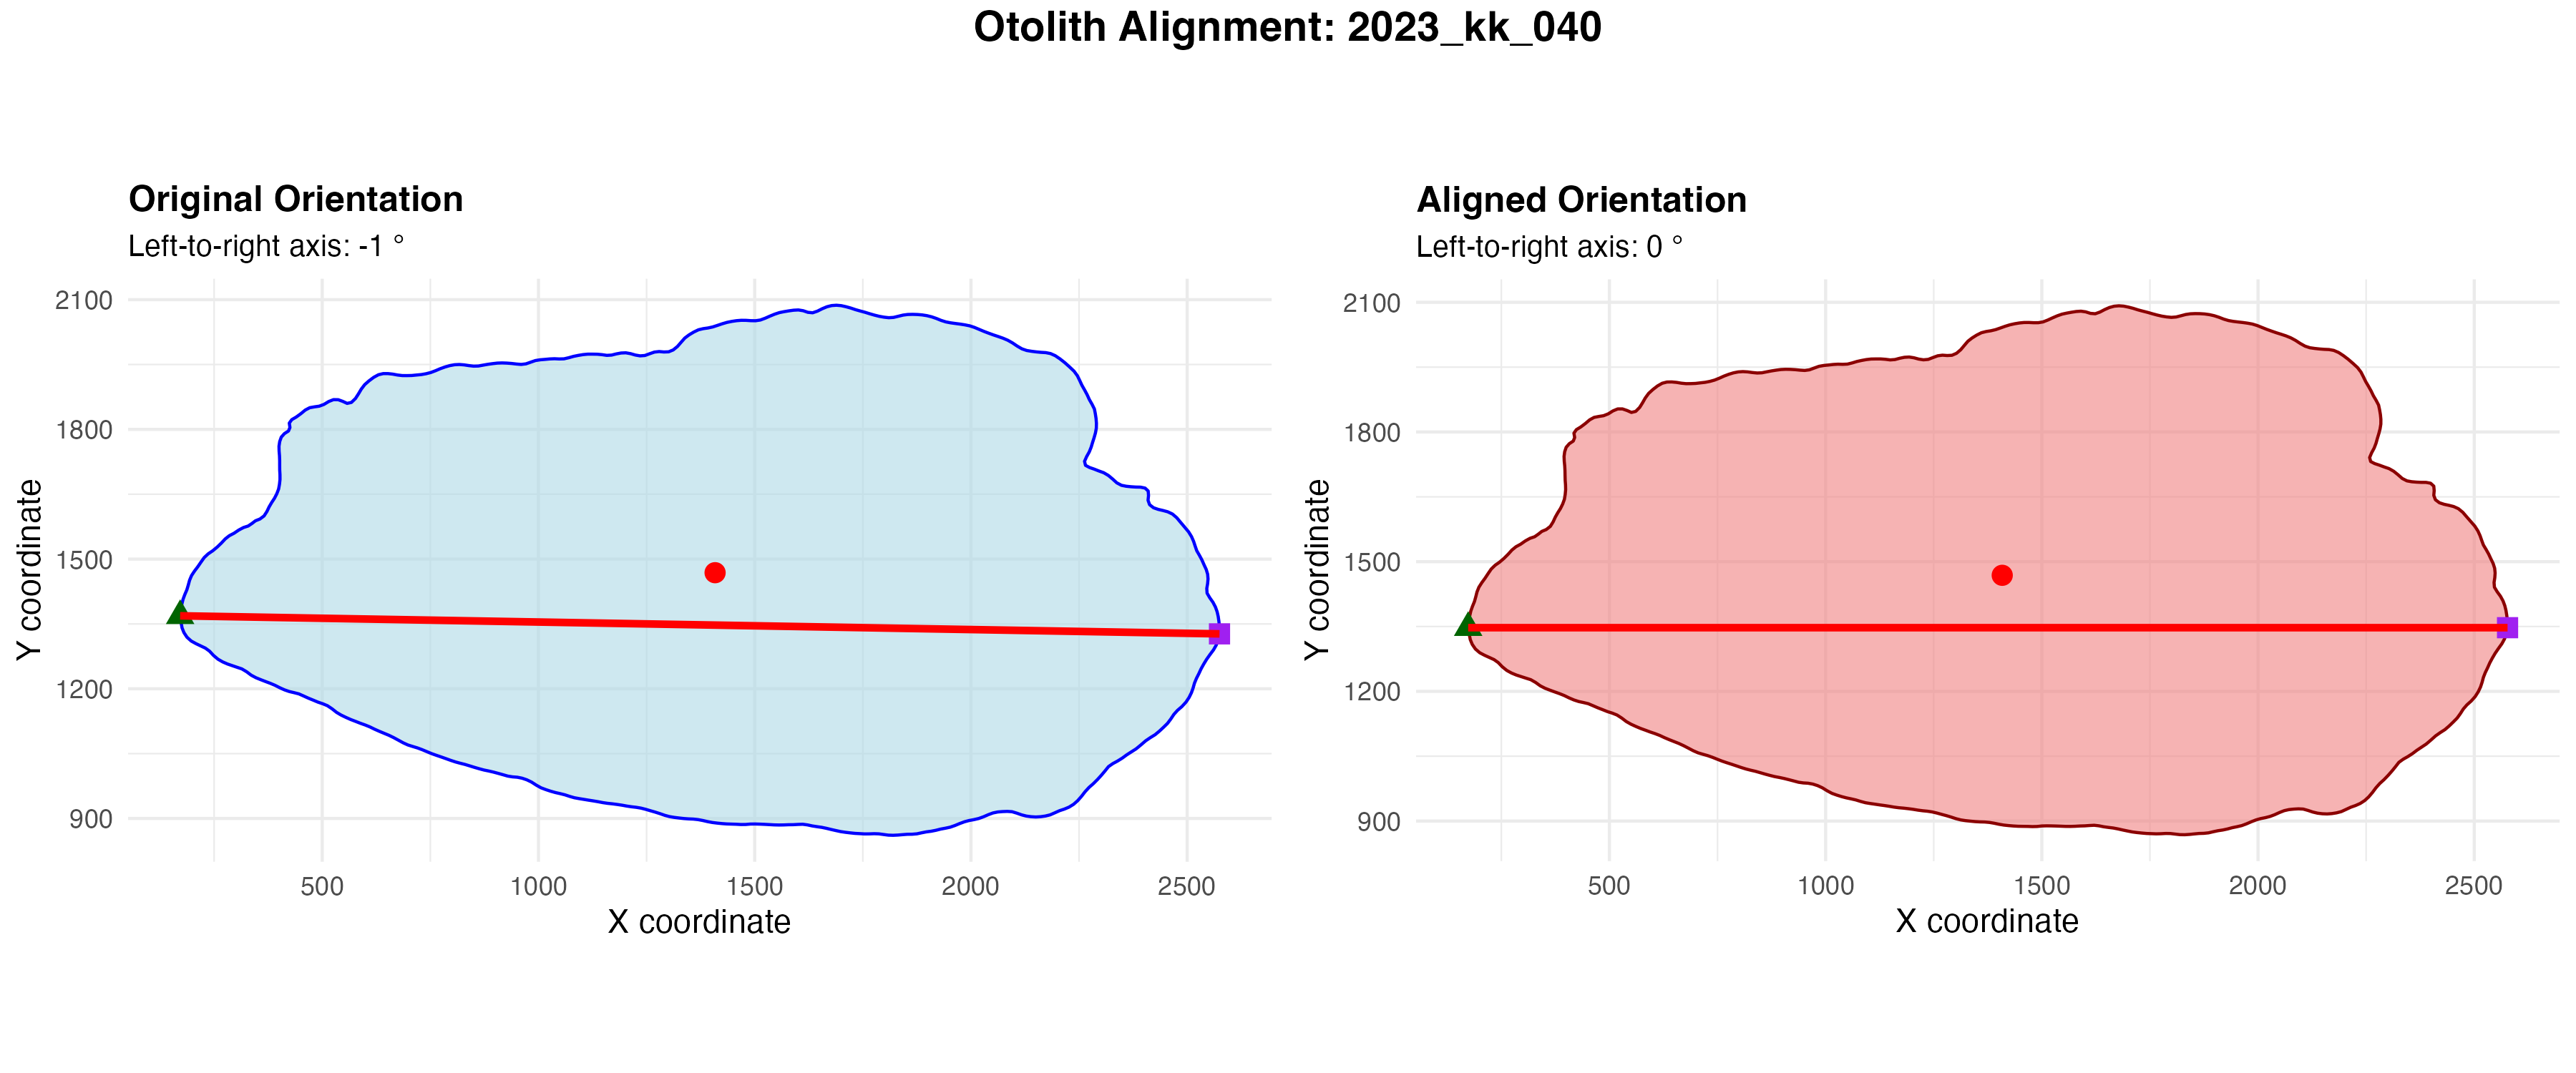 Otolith Alignment: 2023_kk_040
Original Orientation
Left-to-right axis: -1 °
2100
1800
1500
1200
900
Y coordinate
500 1000 1500 2000 2500
X coordinate
Aligned Orientation
Left-to-right axis: 0 °
2100
1800
1500
1200
900
Y coordinate
500 1000 1500 2000 2500
X coordinate